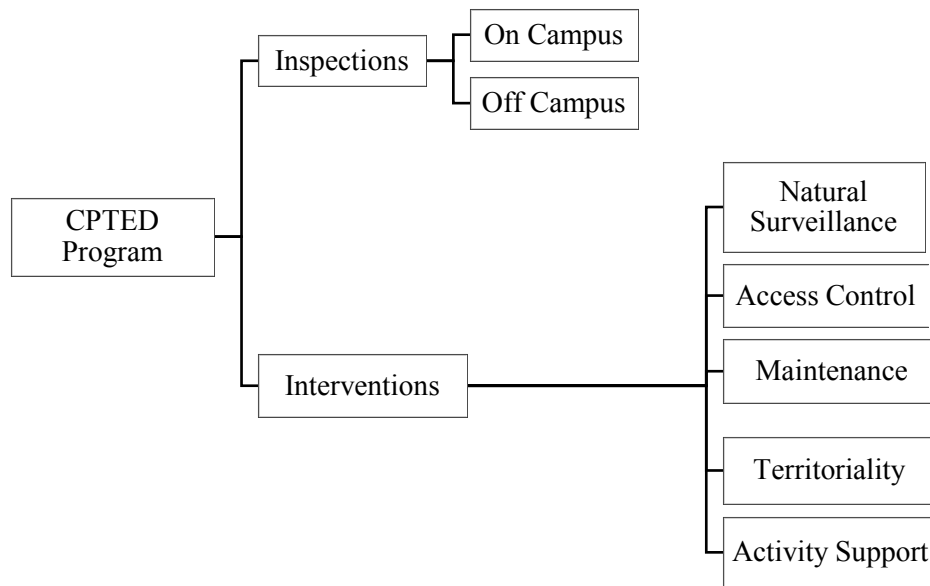 CPTED
Program
Inspections
On Campus
Off Campus
Interventions
Natural
Surveillance
Access Control
Maintenance
Territoriality
Activity Support